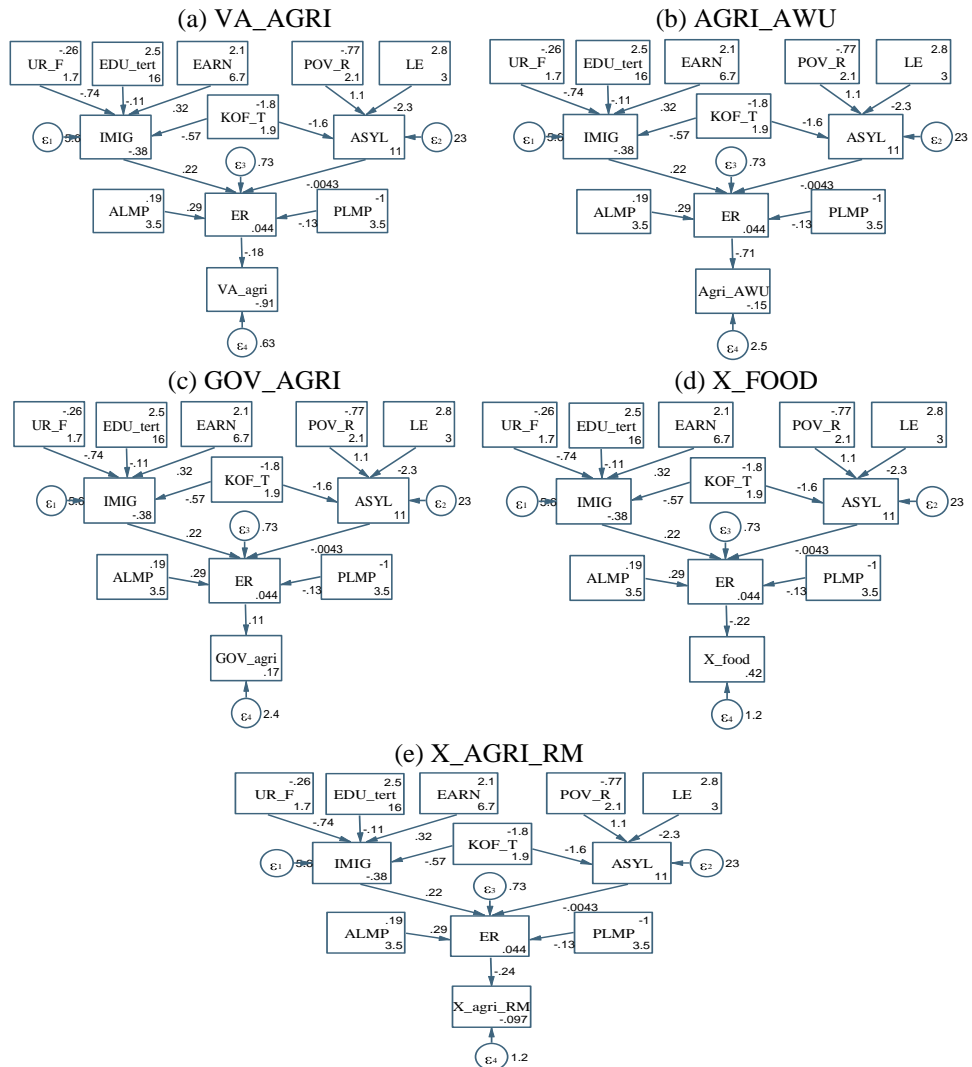 (a) VA_AGRI
-.26 2.5 2.1 -.77 2.8
UR_F EDU_tert EARN POV_R LE
1.7 16 6.7 2.1 3
-.74 -.11 .32 1.1 -2.3
-1.8
KOF_T
1.9
ε1 5.6 IMIG -.57 -1.6 ASYL ε2 23
-.38 11
.22 ε3 .73 -.0043
.19 -1
ALMP .29 ER -.13 PLMP
3.5 .044 3.5
-.18
VA_agri
-.91
ε4 .63
(b) AGRI_AWU
-.26 2.5 2.1 -.77 2.8
UR_F EDU_tert EARN POV_R LE
1.7 16 6.7 2.1 3
-.74 -.11 .32 1.1 -2.3
-1.8
KOF_T
1.9
ε1 5.6 IMIG -.57 -1.6 ASYL ε2 23
-.38 11
.22 ε3 .73 -.0043
.19 -1
ALMP .29 ER -.13 PLMP
3.5 .044 3.5
-.71
Agri_AWU
-.15
ε4 2.5
(c) GOV_AGRI
-.26 2.5 2.1 -.77 2.8
UR_F EDU_tert EARN POV_R LE
1.7 16 6.7 2.1 3
-.74 -.11 .32 1.1 -2.3
-1.8
KOF_T
1.9
ε1 5.6 IMIG -.57 -1.6 ASYL ε2 23
-.38 11
.22 ε3 .73 -.0043
.19 -1
ALMP .29 ER -.13 PLMP
3.5 .044 3.5
.11
GOV_agri
.17
ε4 2.4
(d) X_FOOD
-.26 2.5 2.1 -.77 2.8
UR_F EDU_tert EARN POV_R LE
1.7 16 6.7 2.1 3
-.74 -.11 .32 1.1 -2.3
-1.8
KOF_T
1.9
ε1 5.6 IMIG -.57 -1.6 ASYL ε2 23
-.38 11
.22 ε3 .73 -.0043
.19 -1
ALMP .29 ER -.13 PLMP
3.5 .044 3.5
-.22
X_food
.42
ε4 1.2
(e) X_AGRI_RM
-.26 2.5 2.1 -.77 2.8
UR_F EDU_tert EARN POV_R LE
1.7 16 6.7 2.1 3
-.74 -.11 .32 1.1 -2.3
-1.8
KOF_T
1.9
ε1 5.6 IMIG -.57 -1.6 ASYL ε2 23
-.38 11
.22 ε3 .73 -.0043
.19 -1
ALMP .29 ER -.13 PLMP
3.5 .044 3.5
-.24
X_agri_RM
-.097
ε4 1.2